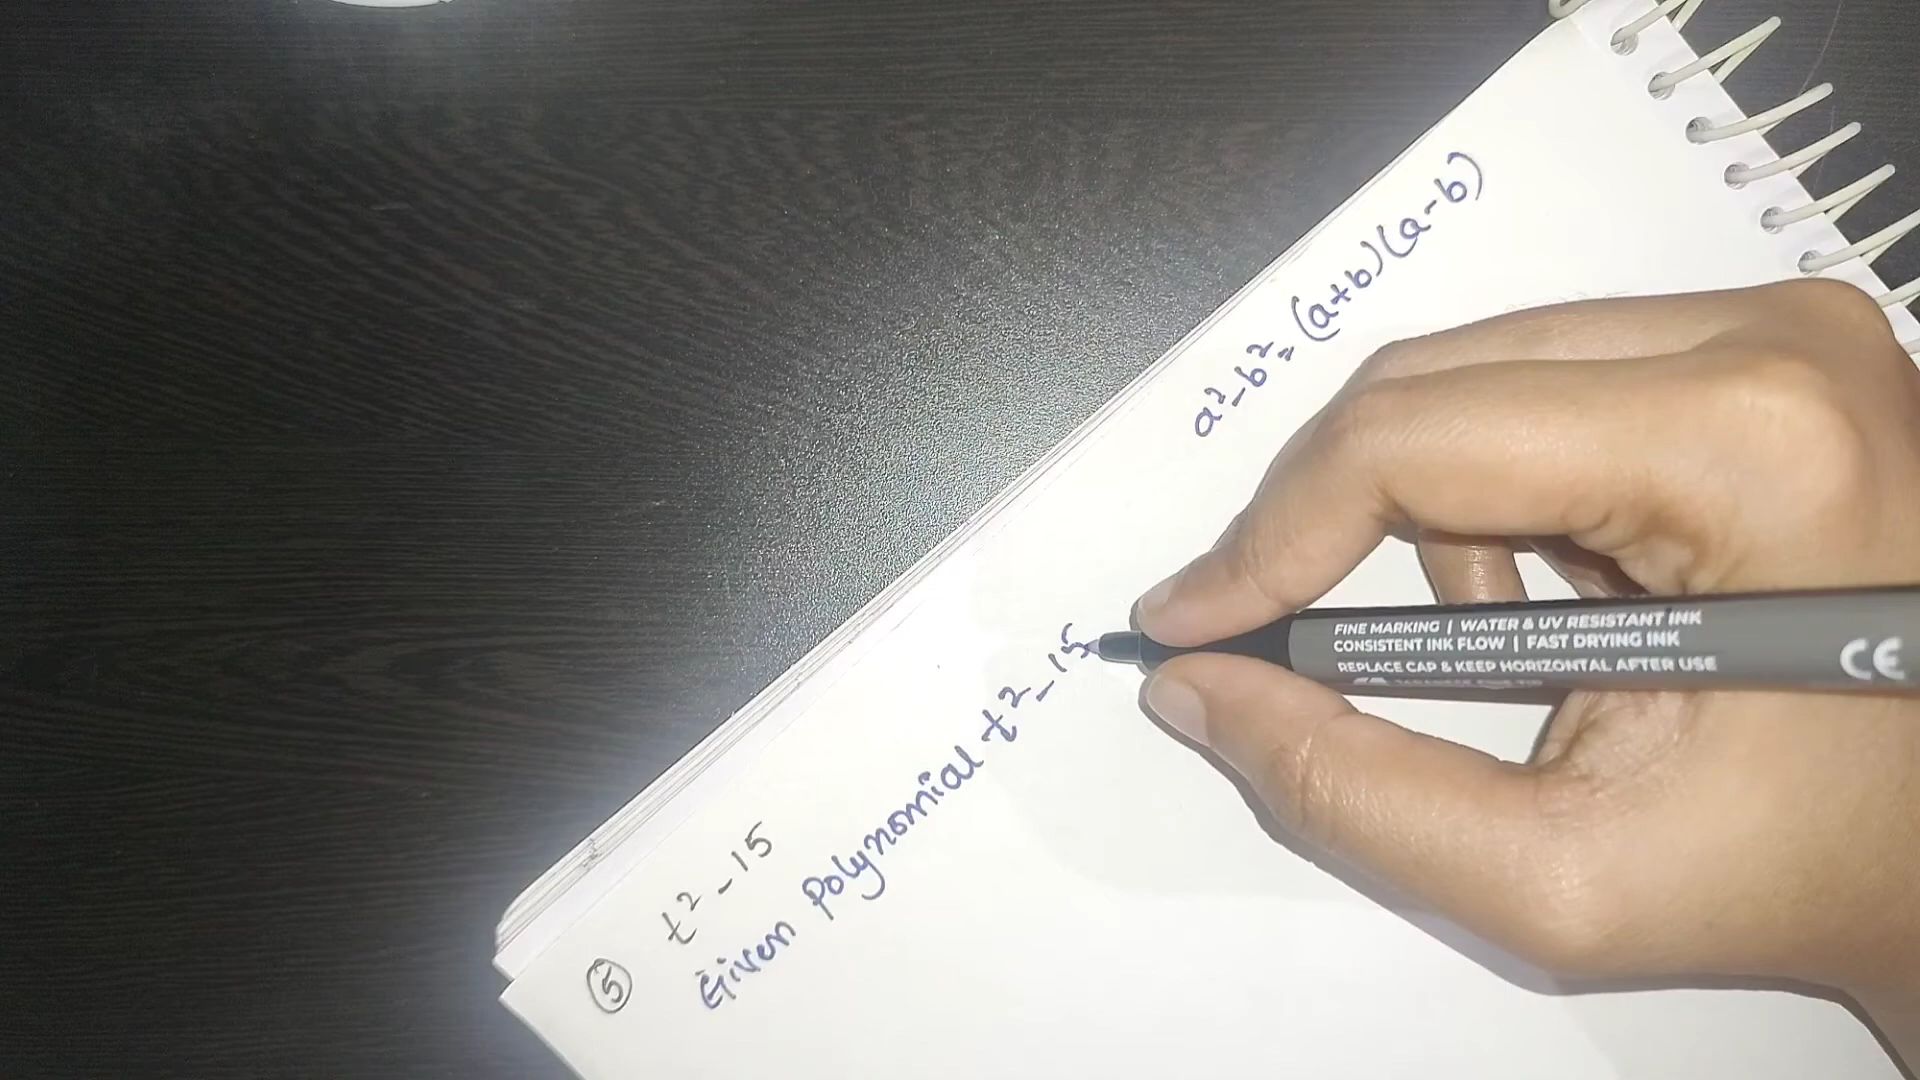 a² - b² = (a+b)(a-b)
⑤ t² - 15
Given Polynomial t² - 15
FINE MARKING | WATER & UV RESISTANT INK
CONSISTENT INK FLOW | FAST DRYING INK
REPLACE CAP & KEEP HORIZONTAL AFTER USE
CE